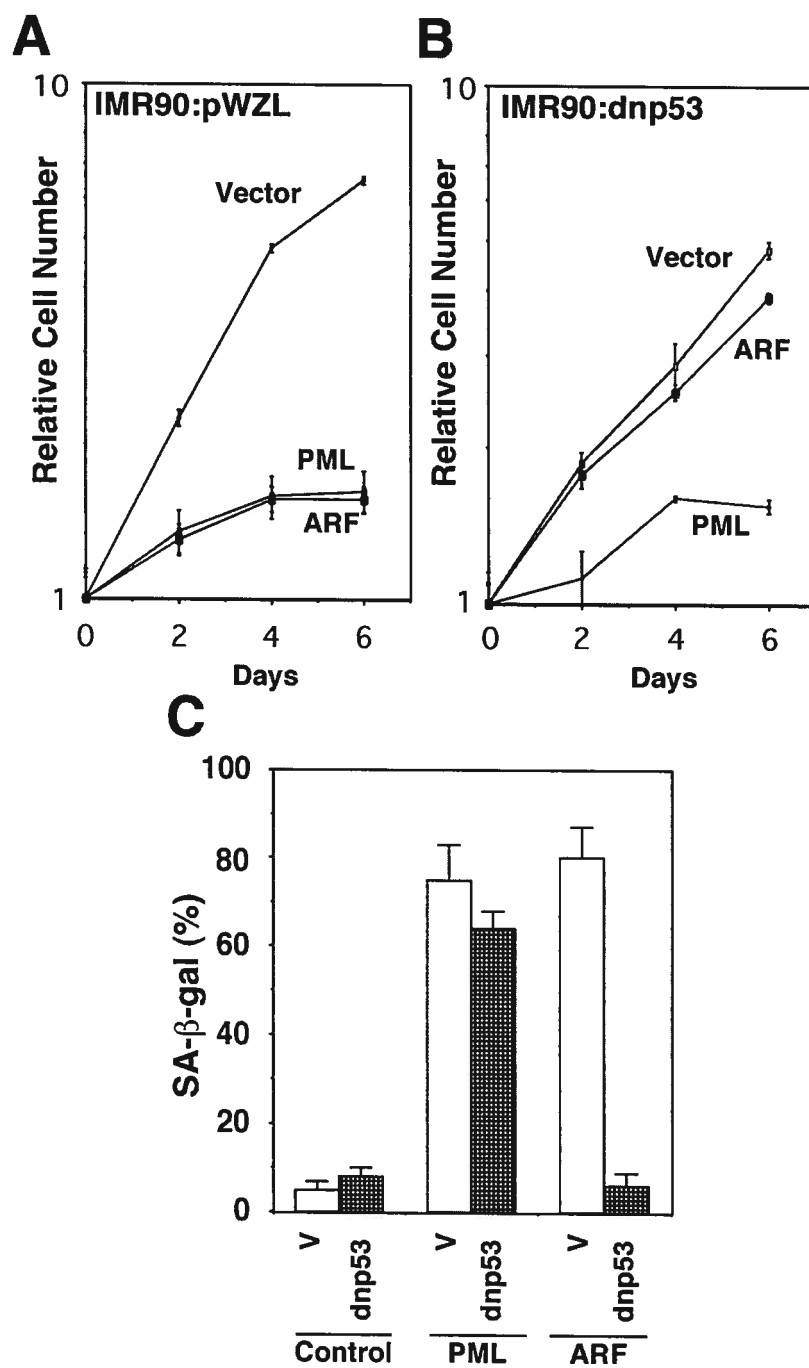 A
10
IMR90:pWZL
Vector
PML
ARF
Relative Cell Number
1
0 2 4 6
Days
B
10
IMR90:dnp53
Vector
ARF
PML
Relative Cell Number
1
0 2 4 6
Days
C
100
80
60
40
20
0
SA-β-gal (%)
V dnp53 V dnp53 V dnp53
Control PML ARF